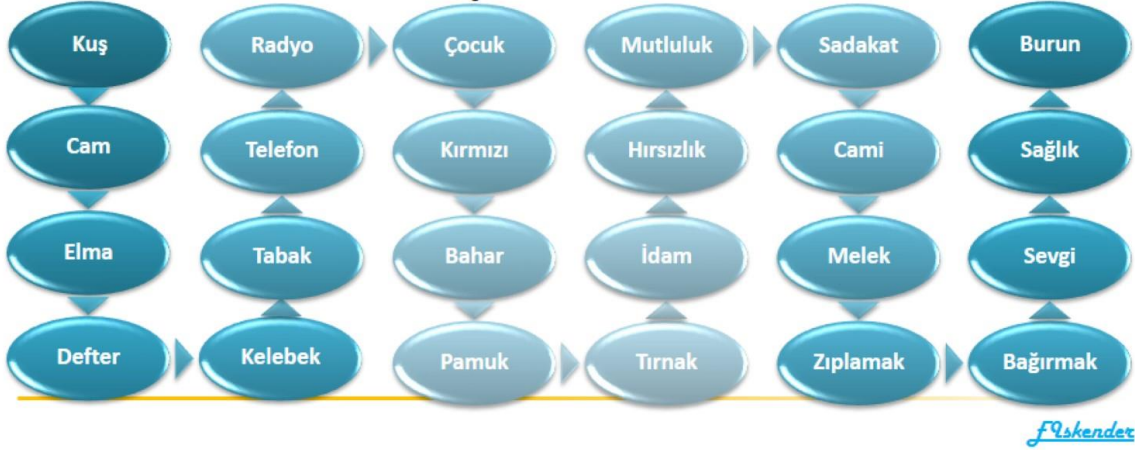 Kuş
Cam
Elma
Defter
Kelebek
Tabak
Telefon
Radyo
Çocuk
Kırmızı
Bahar
Pamuk
Tırnak
İdam
Hırsızlık
Mutluluk
Sadakat
Cami
Melek
Zıplamak
Bağırmak
Sevgi
Sağlık
Burun